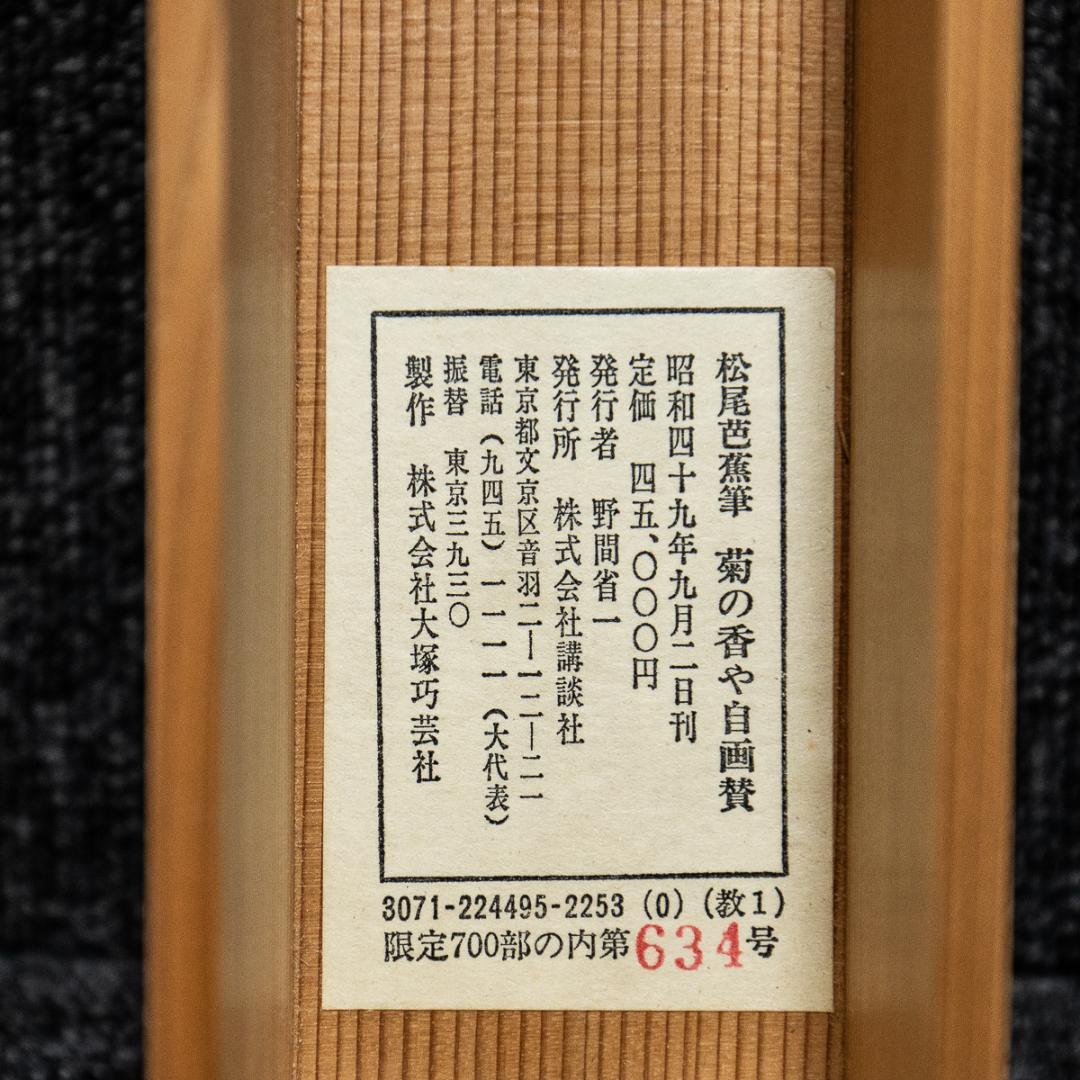 松尾芭蕉筆　菊の香や自画賛
昭和四十九年九月二日刊
定価　四五、〇〇〇円
発行者　野間省一
発行所　株式会社講談社
東京都文京区音羽二ー一二ー二一
電話（九四五）一一一一（大代表）
振替　東京三九三〇
製作　株式会社大塚巧芸社
3071-224495-2253 (0) (教1)
限定700部の内第634号